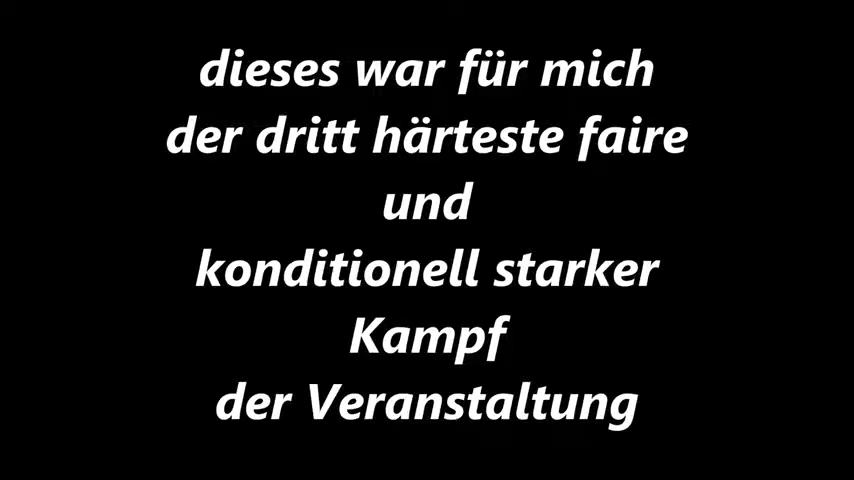 dieses war für mich
der dritt härteste faire
und
konditionell starker
Kampf
der Veranstaltung